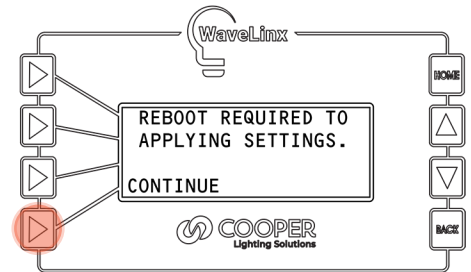 WaveLinx
HOME
REBOOT REQUIRED TO
APPLYING SETTINGS.
CONTINUE
BACK
COOPER
Lighting Solutions